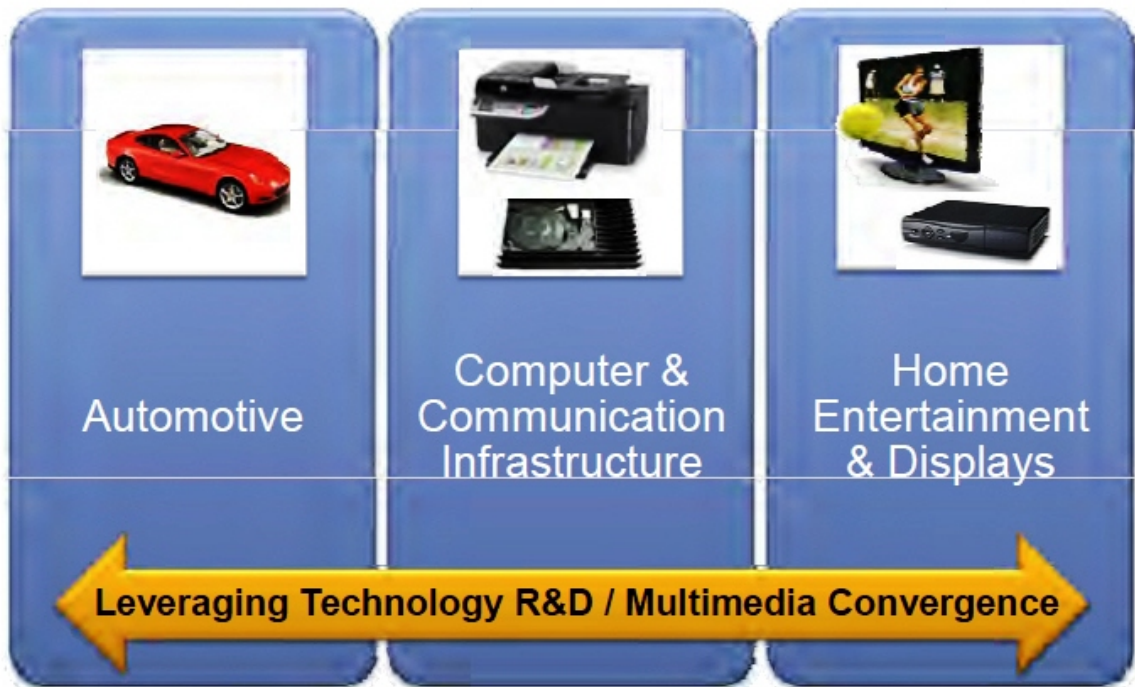 Automotive
Computer &
Communication
Infrastructure
Home
Entertainment
& Displays
Leveraging Technology R&D / Multimedia Convergence